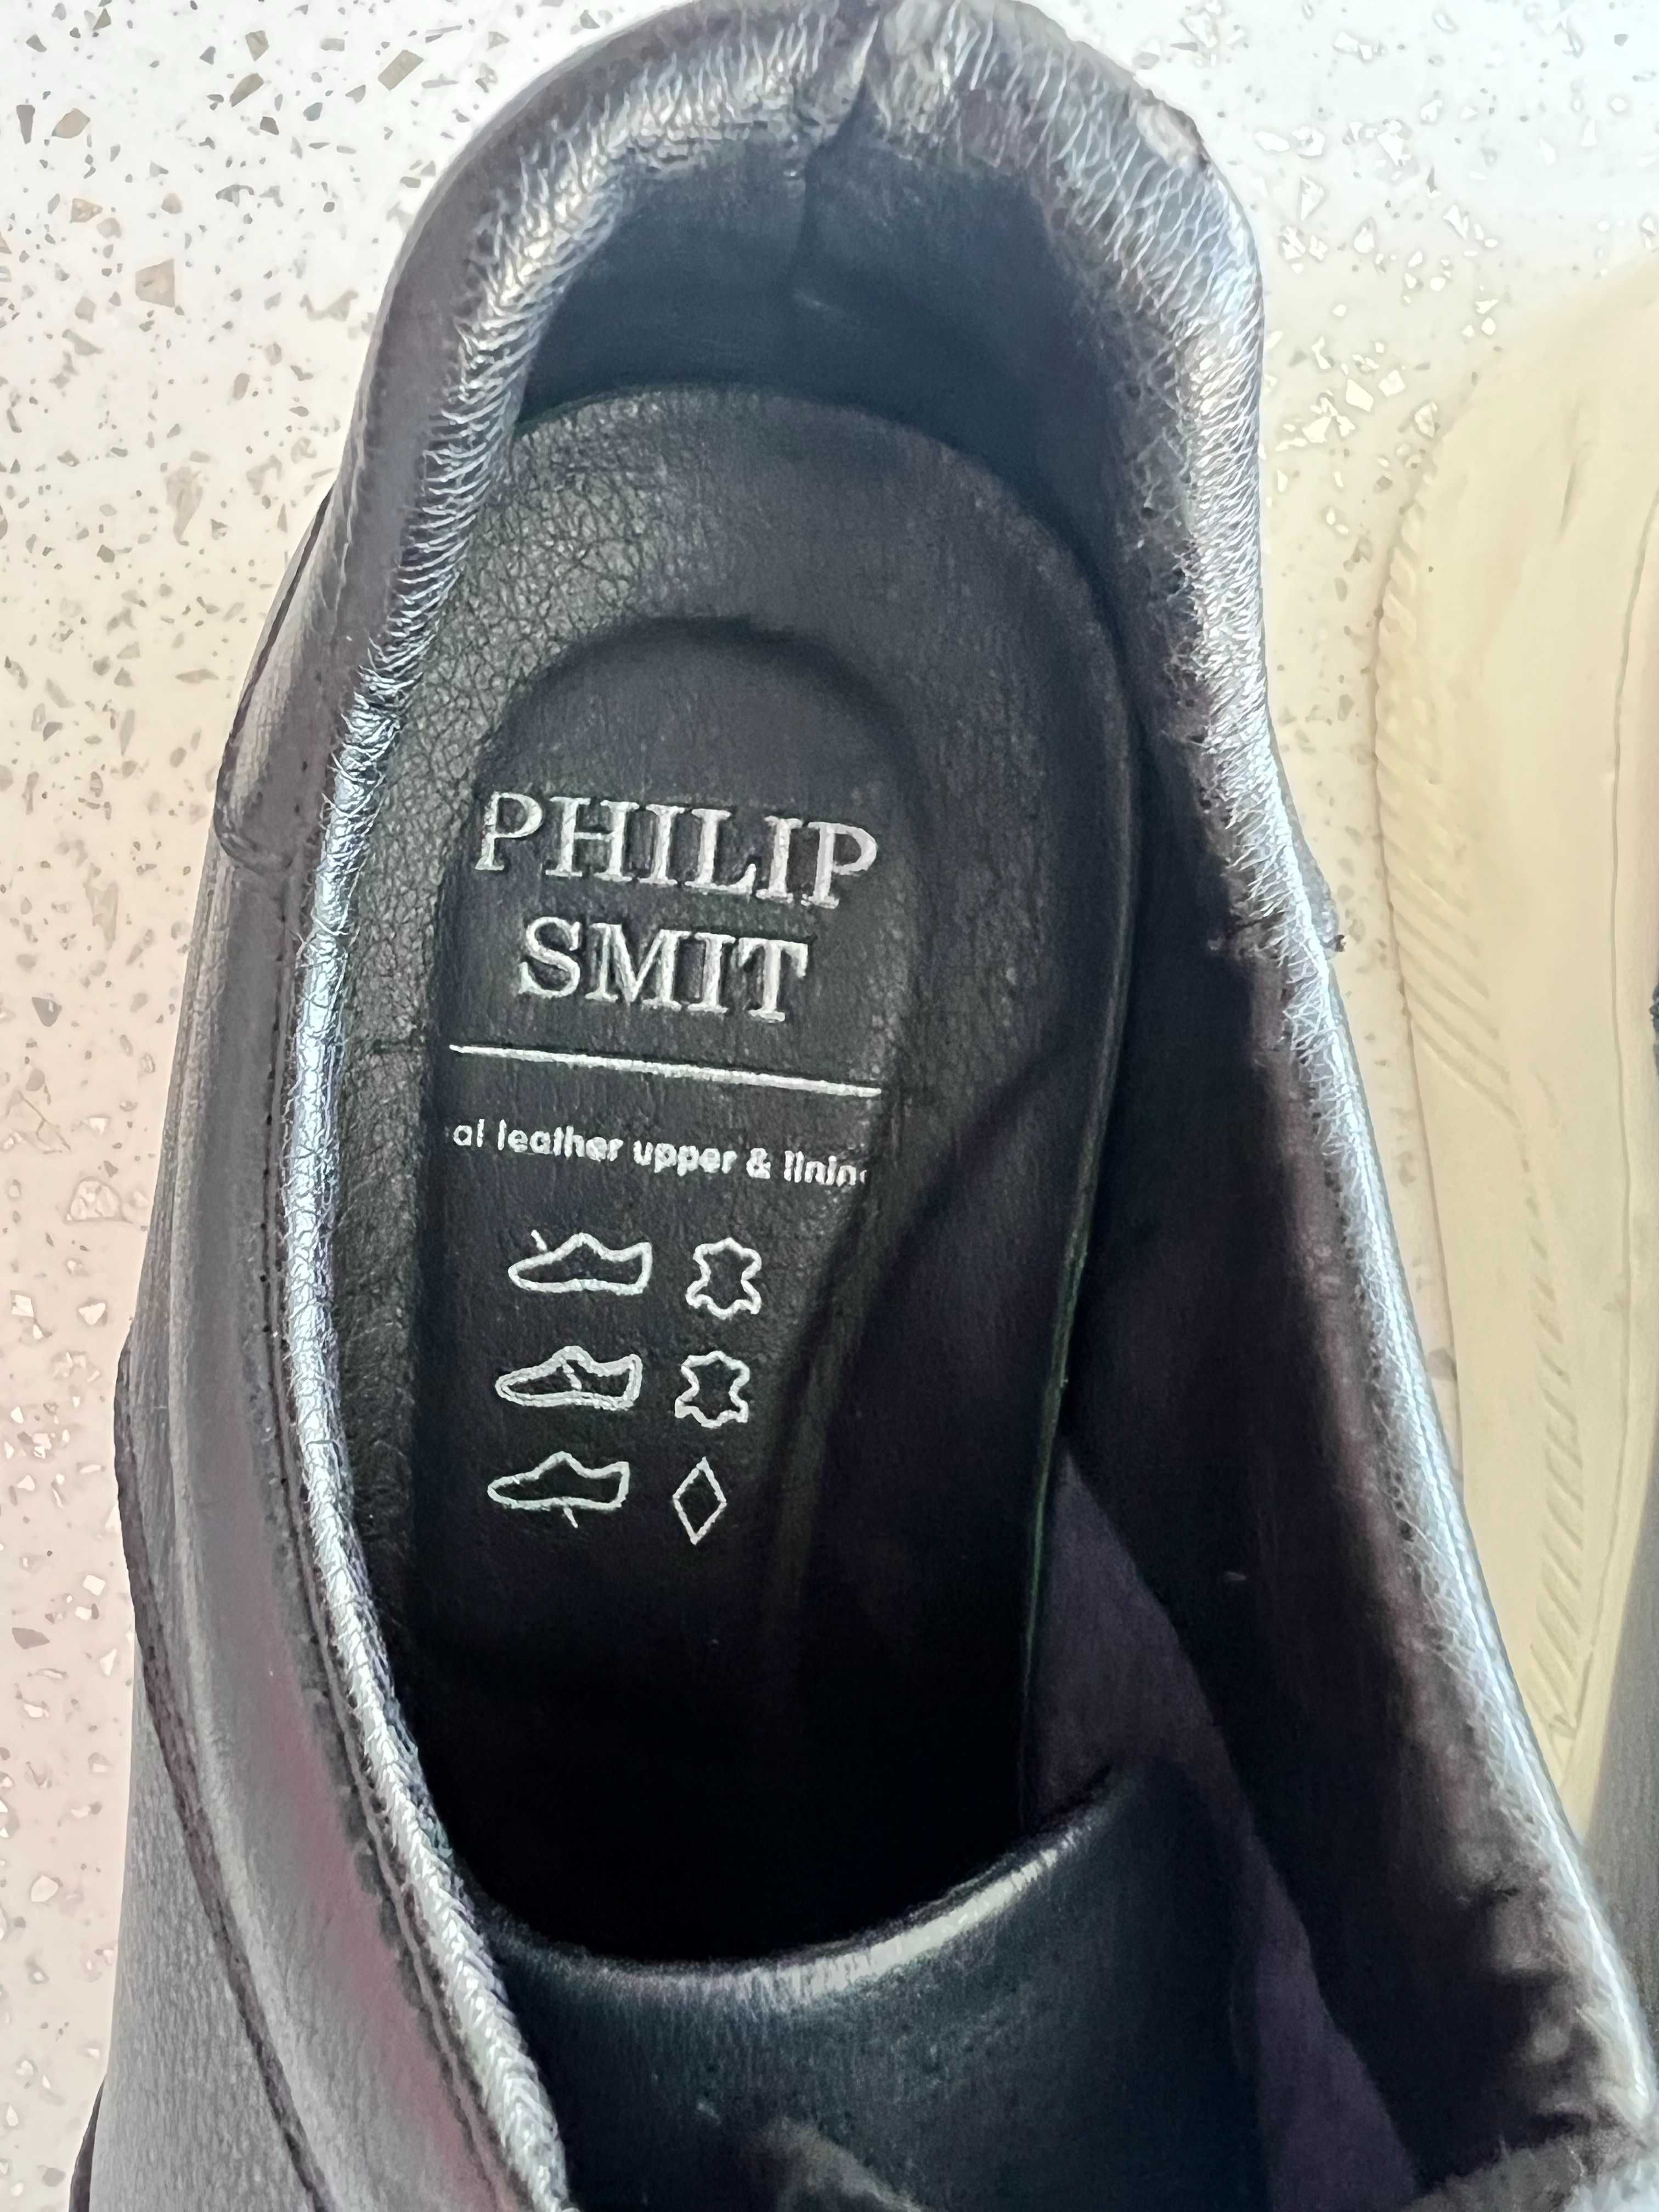 PHILIP
SMIT
al leather upper & linin